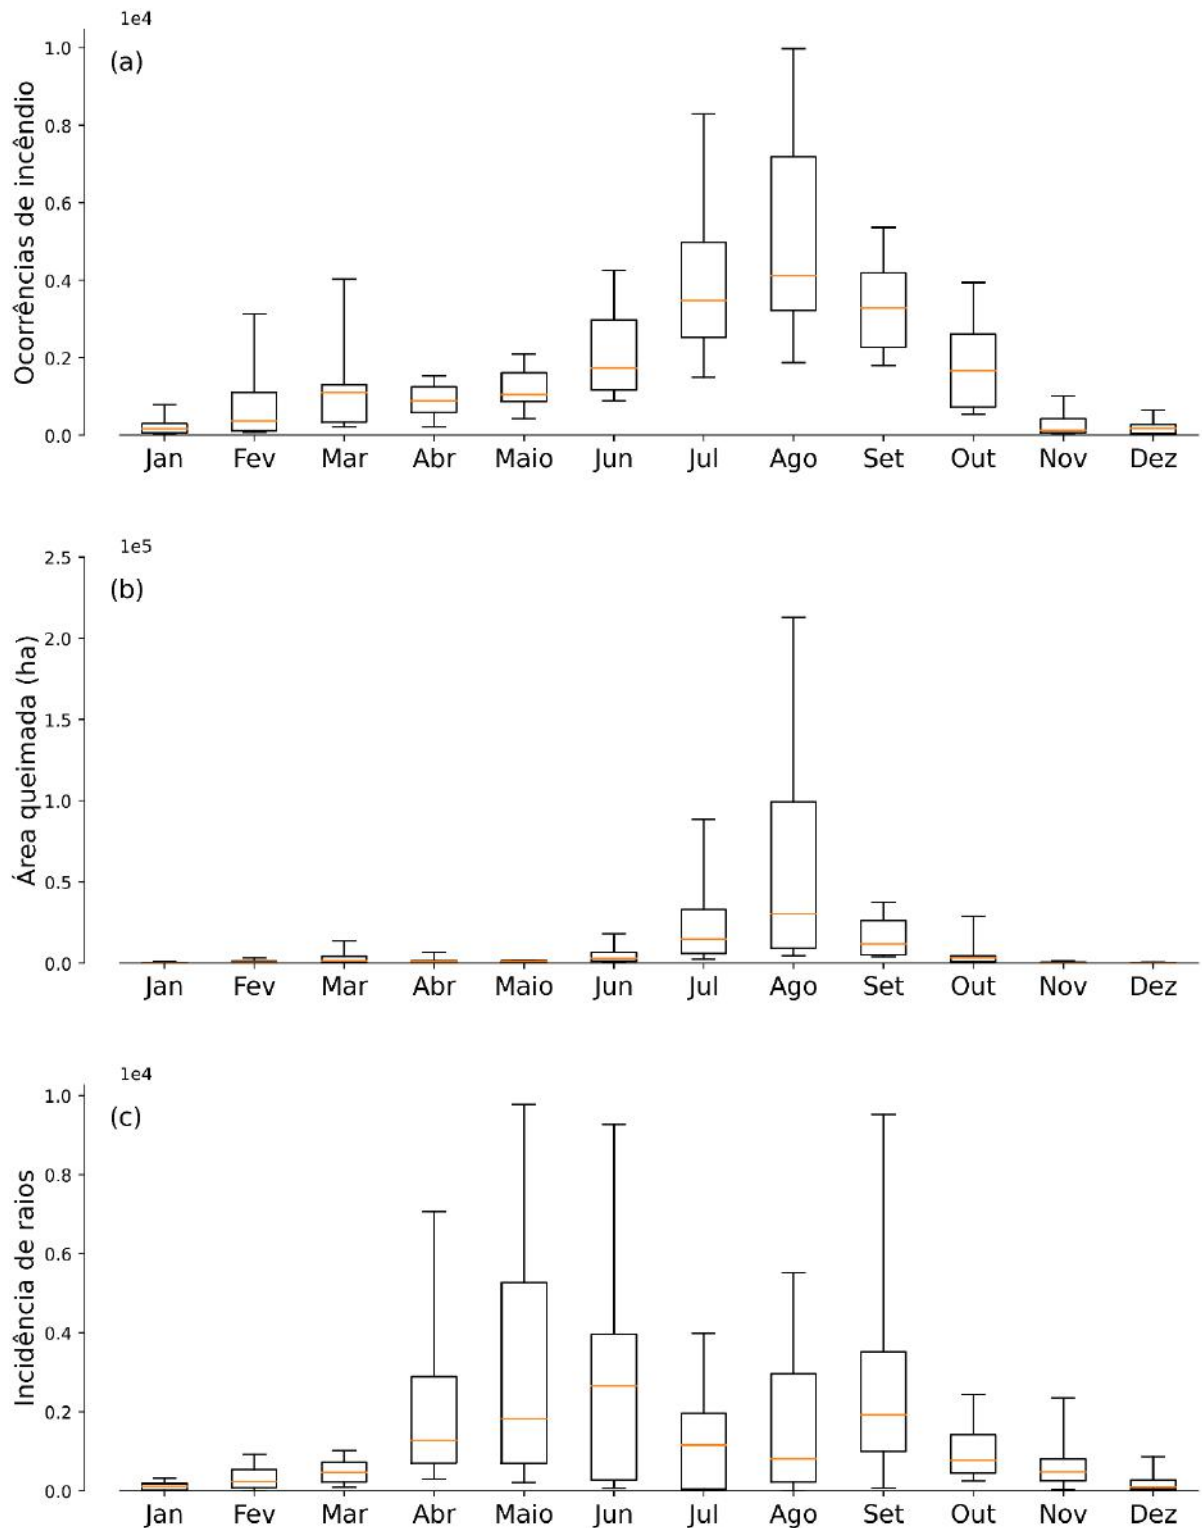 1e4
(a)
Ocorrências de incêndio
1.0
0.8
0.6
0.4
0.2
0.0
Jan Fev Mar Abr Maio Jun Jul Ago Set Out Nov Dez
1e5
(b)
Área queimada (ha)
2.5
2.0
1.5
1.0
0.5
0.0
Jan Fev Mar Abr Maio Jun Jul Ago Set Out Nov Dez
1e4
(c)
Incidência de raios
1.0
0.8
0.6
0.4
0.2
0.0
Jan Fev Mar Abr Maio Jun Jul Ago Set Out Nov Dez